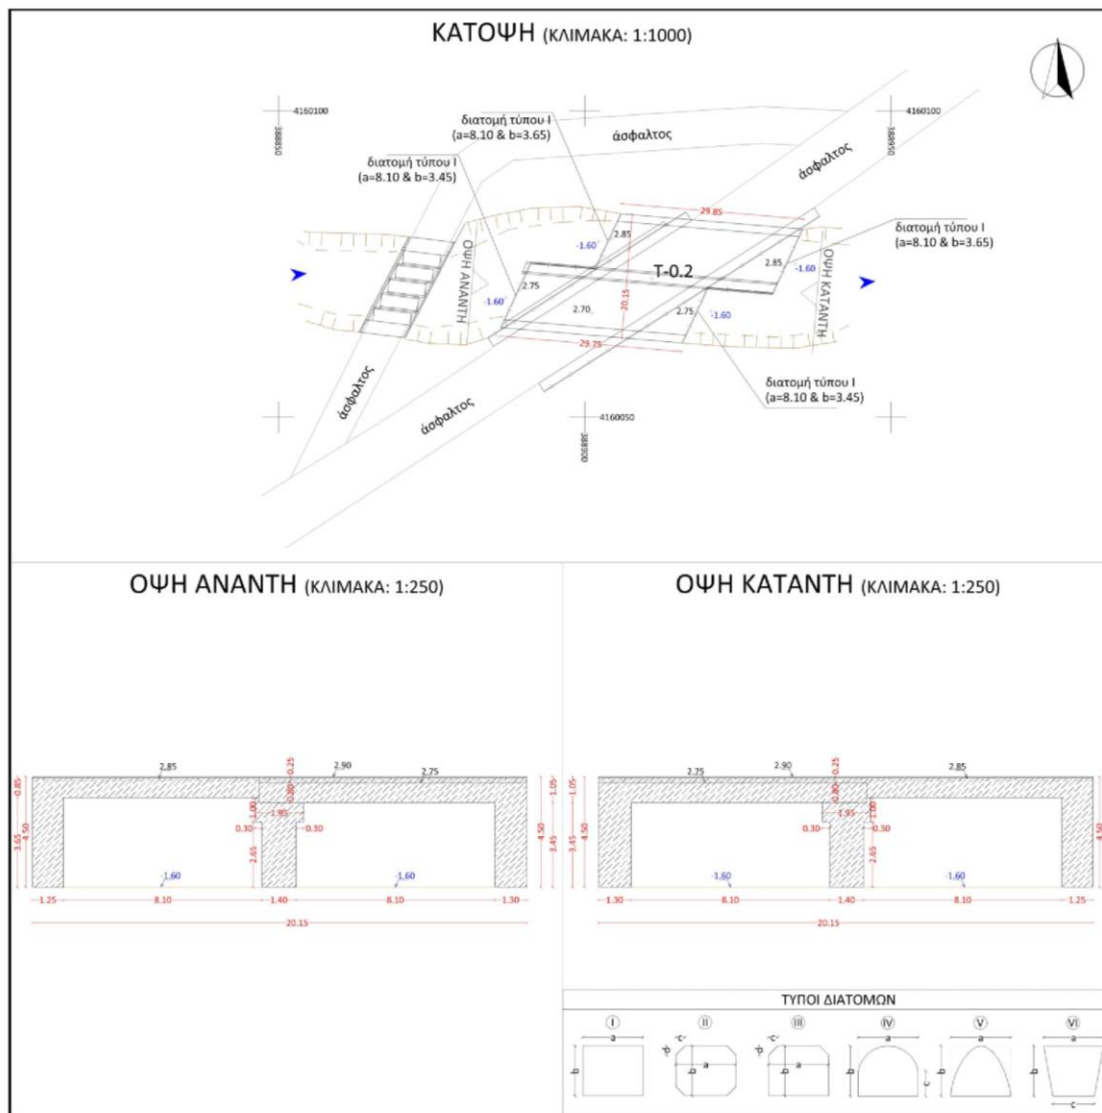 ΚΑΤΟΨΗ (ΚΛΙΜΑΚΑ: 1:1000)
4160100
388850
4160100
388950
διατομή τύπου Ι
(a=8.10 & b=3.65)
άσφαλτος
άσφαλτος
διατομή τύπου Ι
(a=8.10 & b=3.45)
29.85
διατομή τύπου Ι
(a=8.10 & b=3.65)
2.85
-1.60
ΟΨΗ ΑΝΑΝΤΗ
T-0.2
2.85
-1.60
ΟΨΗ ΚΑΤΑΝΤΗ
2.75
-1.60
20.15
2.70
2.75
-1.60
29.75
άσφαλτος
άσφαλτος
διατομή τύπου Ι
(a=8.10 & b=3.45)
4160050
388900
ΟΨΗ ΑΝΑΝΤΗ (ΚΛΙΜΑΚΑ: 1:250)
2.85
0.25
2.90
2.75
0.85
0.80
1.05
1.00
1.95
3.65
4.50
0.30
0.30
4.50
3.45
2.65
-1.60
-1.60
1.25
8.10
1.40
8.10
1.30
20.15
ΟΨΗ ΚΑΤΑΝΤΗ (ΚΛΙΜΑΚΑ: 1:250)
2.75
2.90
0.25
2.85
1.05
0.80
1.00
1.95
3.45
4.50
0.30
0.30
4.50
2.65
-1.60
-1.60
1.30
8.10
1.40
8.10
1.25
20.15
ΤΥΠΟΙ ΔΙΑΤΟΜΩΝ
I
II
III
IV
V
VI
a
b
c
d
b
a
c
d
b
a
a
b
c
a
b
a
b
c